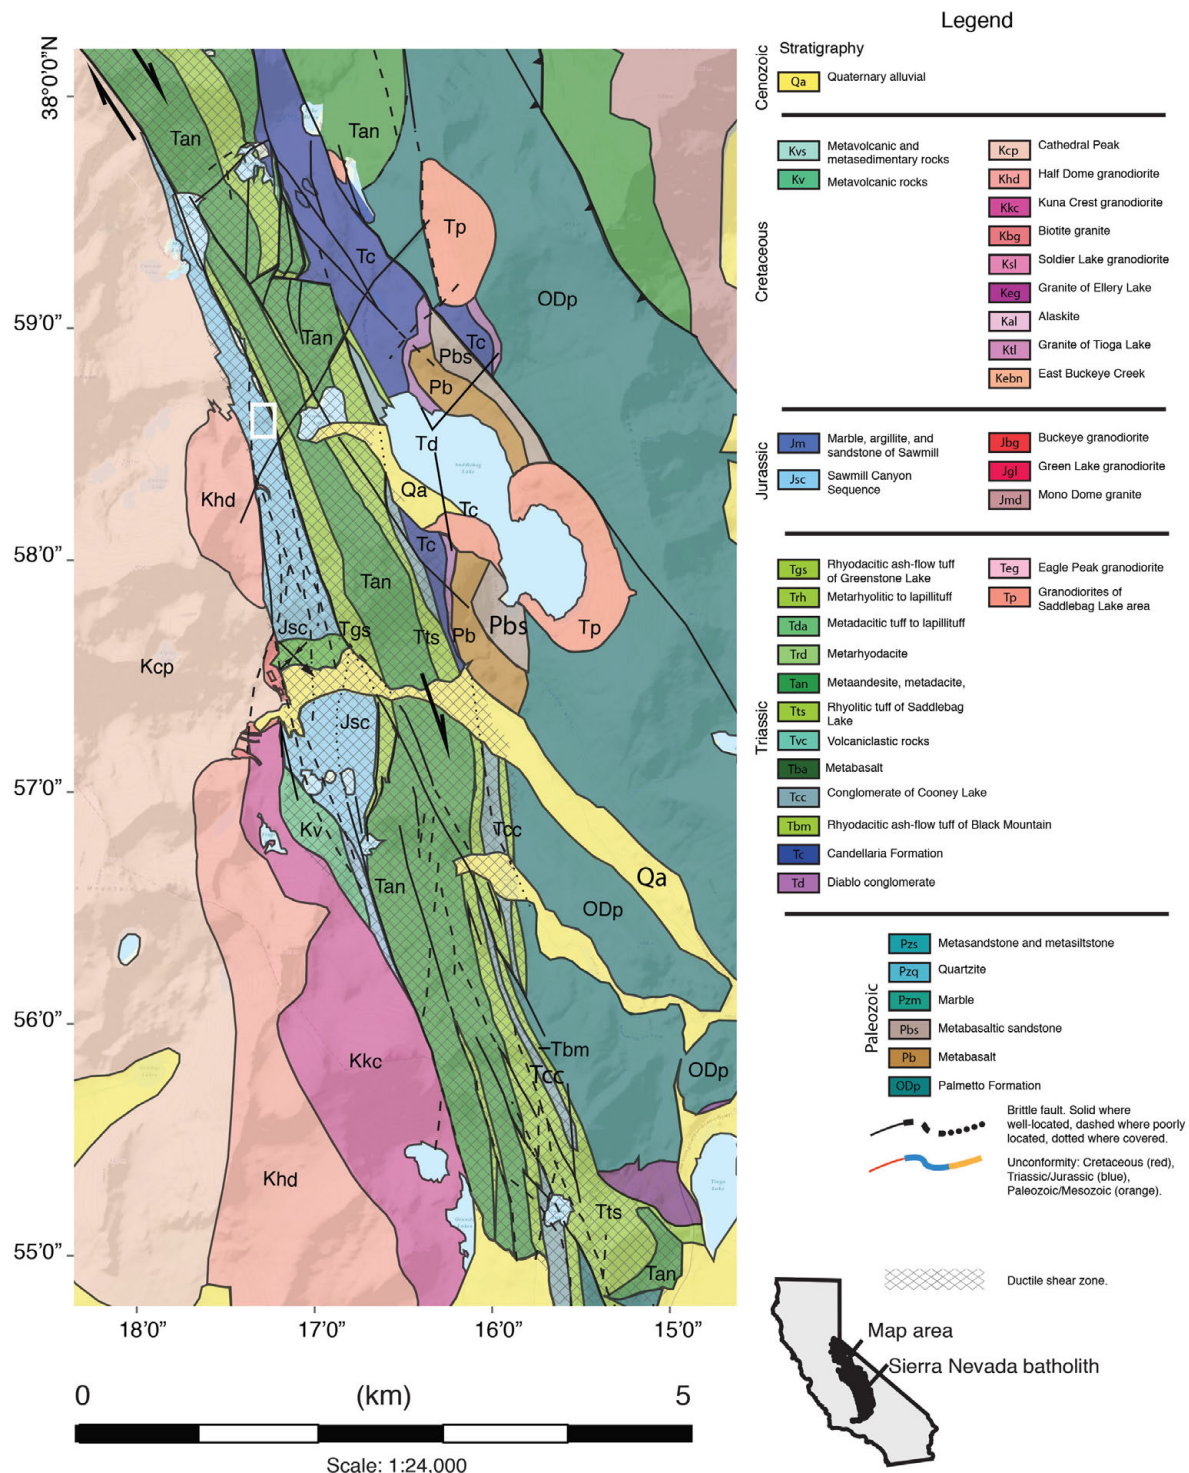 Legend
Cenozoic
Stratigraphy
Qa Quaternary alluvial
Cretaceous
Kvs Metavolcanic and
metasedimentary rocks
Kv Metavolcanic rocks
Kcp Cathedral Peak
Khd Half Dome granodiorite
Kkc Kuna Crest granodiorite
Kbg Biotite granite
Ksl Soldier Lake granodiorite
Keg Granite of Ellery Lake
Kal Alaskite
Ktl Granite of Tioga Lake
Kebn East Buckeye Creek
Jurassic
Jm Marble, argillite, and
sandstone of Sawmill
Jsc Sawmill Canyon
Sequence
Jbg Buckeye granodiorite
Jgl Green Lake granodiorite
Jmd Mono Dome granite
Triassic
Tgs Rhyodacitic ash-flow tuff
of Greenstone Lake
Trh Metarhyolitic to lapillituff
Tda Metadacitic tuff to lapillituff
Trd Metarhyodacite
Tan Metaandesite, metadacite,
Tts Rhyolitic tuff of Saddlebag
Lake
Tvc Volcaniclastic rocks
Tba Metabasalt
Tcc Conglomerate of Cooney Lake
Tbm Rhyodacitic ash-flow tuff of Black Mountain
Tc Candellaria Formation
Td Diablo conglomerate
Teg Eagle Peak granodiorite
Tp Granodiorites of
Saddlebag Lake area
Paleozoic
Pzs Metasandstone and metasiltstone
Pzq Quartzite
Pzm Marble
Pbs Metabasaltic sandstone
Pb Metabasalt
ODp Palmetto Formation
Brittle fault. Solid where
well-located, dashed where poorly
located, dotted where covered.
Unconformity: Cretaceous (red),
Triassic/Jurassic (blue),
Paleozoic/Mesozoic (orange).
Ductile shear zone.
Map area
Sierra Nevada batholith
38°0'0"N
59'0"
58'0"
57'0"
56'0"
55'0"
18'0"
17'0"
16'0"
15'0"
Tan
Tan
Tc
Tp
ODp
Tan
Tc
Pbs
Pb
Td
Khd
Qa
Tc
Tc
Tan
Jsc
Tgs
Tts
Pb
Pbs
Tp
Kcp
Jsc
Kv
Tcc
Tan
Qa
ODp
Kkc
Tbm
Tcc
ODp
Khd
Tts
Tan
0
(km)
5
Scale: 1:24,000